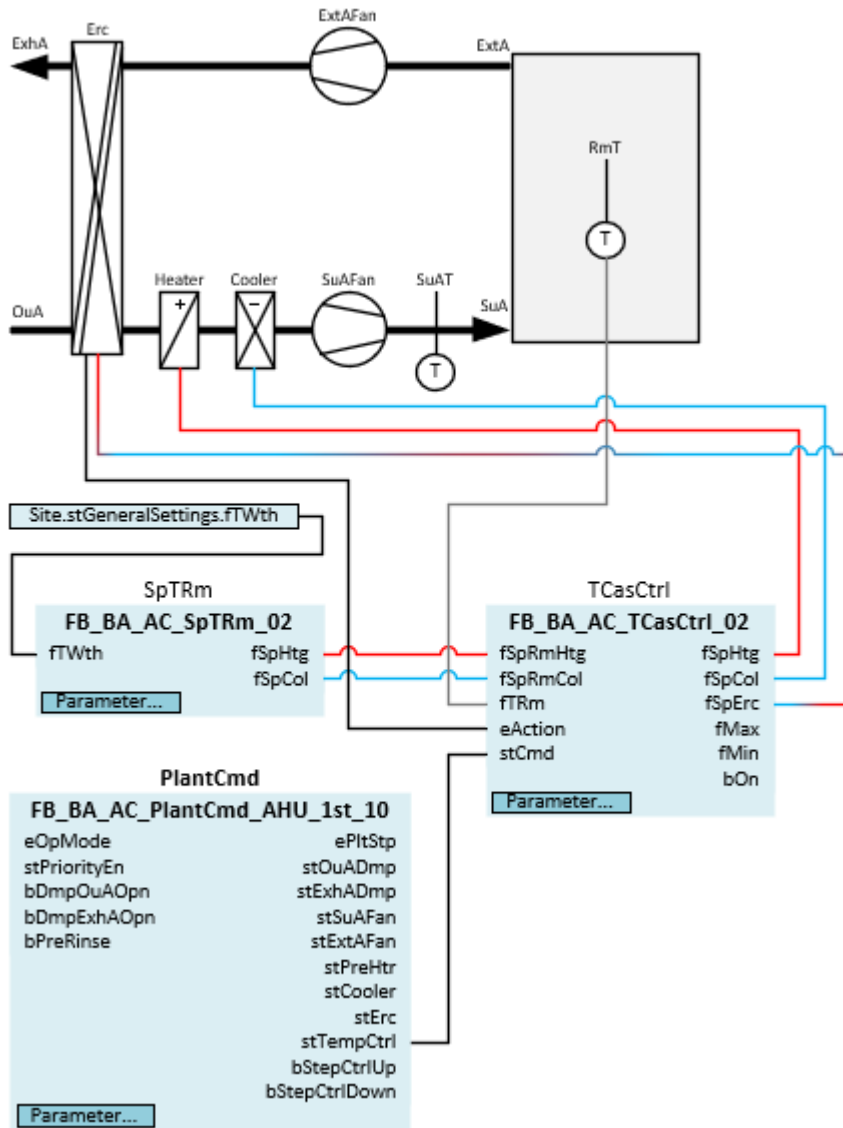 ExtAFan
Erc
ExhA
ExtA
RmT
T
Heater
Cooler
SuAFan
SuAT
OuA
SuA
+
−
T
Site.stGeneralSettings.fTWth
SpTRm
FB_BA_AC_SpTRm_02
fTWth
fSpHtg
fSpCol
Parameter...
TCasCtrl
FB_BA_AC_TCasCtrl_02
fSpRmHtg
fSpHtg
fSpRmCol
fSpCol
fTRm
fSpErc
eAction
fMax
stCmd
fMin
bOn
Parameter...
PlantCmd
FB_BA_AC_PlantCmd_AHU_1st_10
eOpMode
ePltStp
stPriorityEn
stOuADmp
bDmpOuAOpn
stExhADmp
bDmpExhAOpn
stSuAFan
bPreRinse
stExtAFan
stPreHtr
stCooler
stErc
stTempCtrl
bStepCtrlUp
bStepCtrlDown
Parameter...